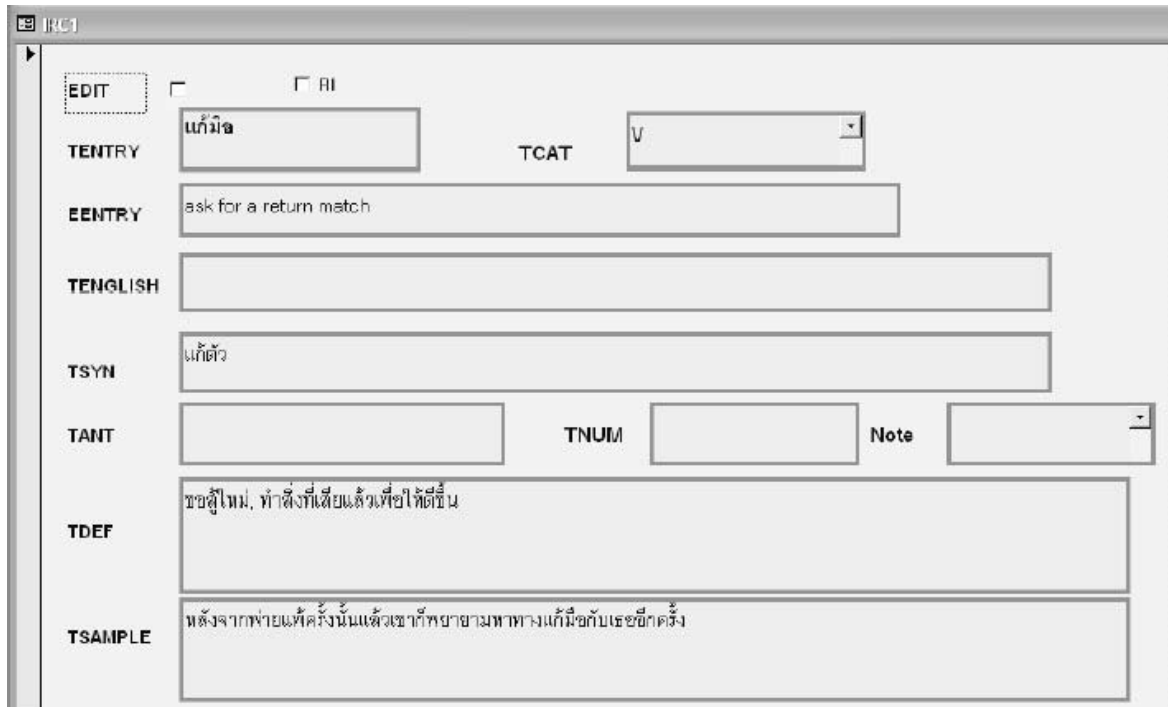 IRC1
EDIT
RI
TENTRY แก้มือ TCAT V
EENTRY ask for a return match
TENGLISH
TSYN แก้ตัว
TANT TNUM Note
TDEF ขอสู้ใหม่, ทำสิ่งที่เสียแล้วเพื่อให้ดีขึ้น
TSAMPLE หลังจากพ่ายแพ้ครั้งนั้นแล้วเขาก็พยายามหาทางแก้มือกับเธออีกครั้ง